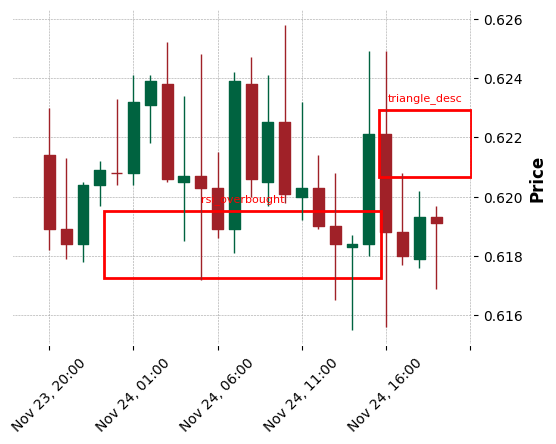 0.626
0.624
triangle_desc
0.622
0.620
rsi_overbought
0.618
0.616
Price
Nov 23, 20:00
Nov 24, 01:00
Nov 24, 06:00
Nov 24, 11:00
Nov 24, 16:00